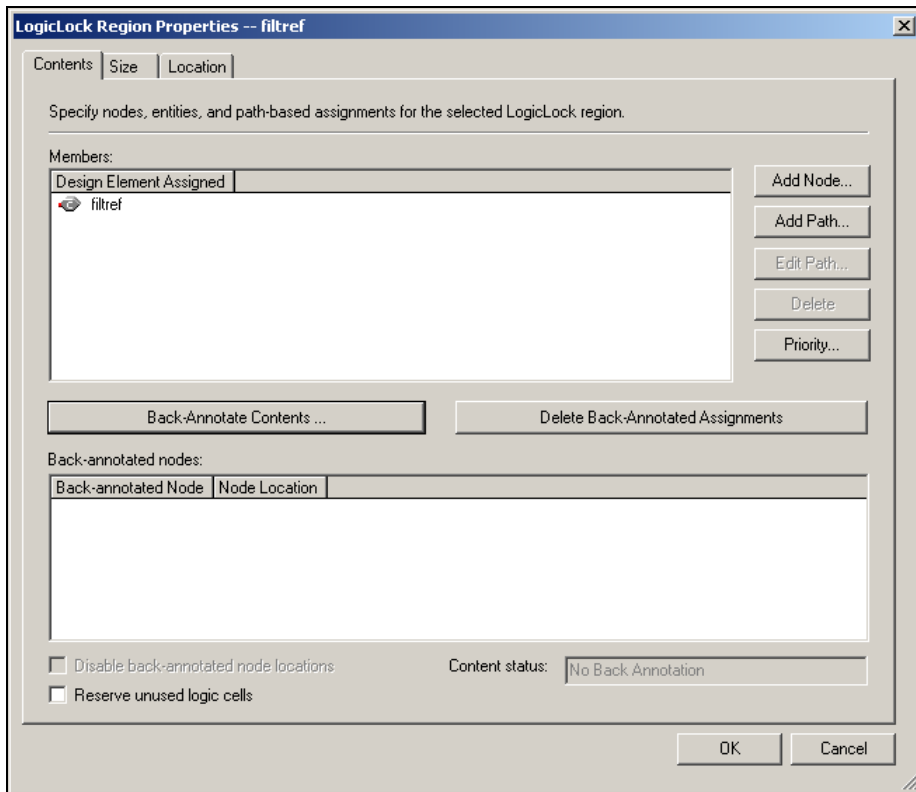 LogicLock Region Properties -- filtref
Contents Size Location
Specify nodes, entities, and path-based assignments for the selected LogicLock region.
Members:
Design Element Assigned
filtref
Add Node...
Add Path...
Edit Path...
Delete
Priority...
Back-Annotate Contents ... Delete Back-Annotated Assignments
Back-annotated nodes:
Back-annotated Node Node Location
Disable back-annotated node locations Content status: No Back Annotation
Reserve unused logic cells
OK Cancel